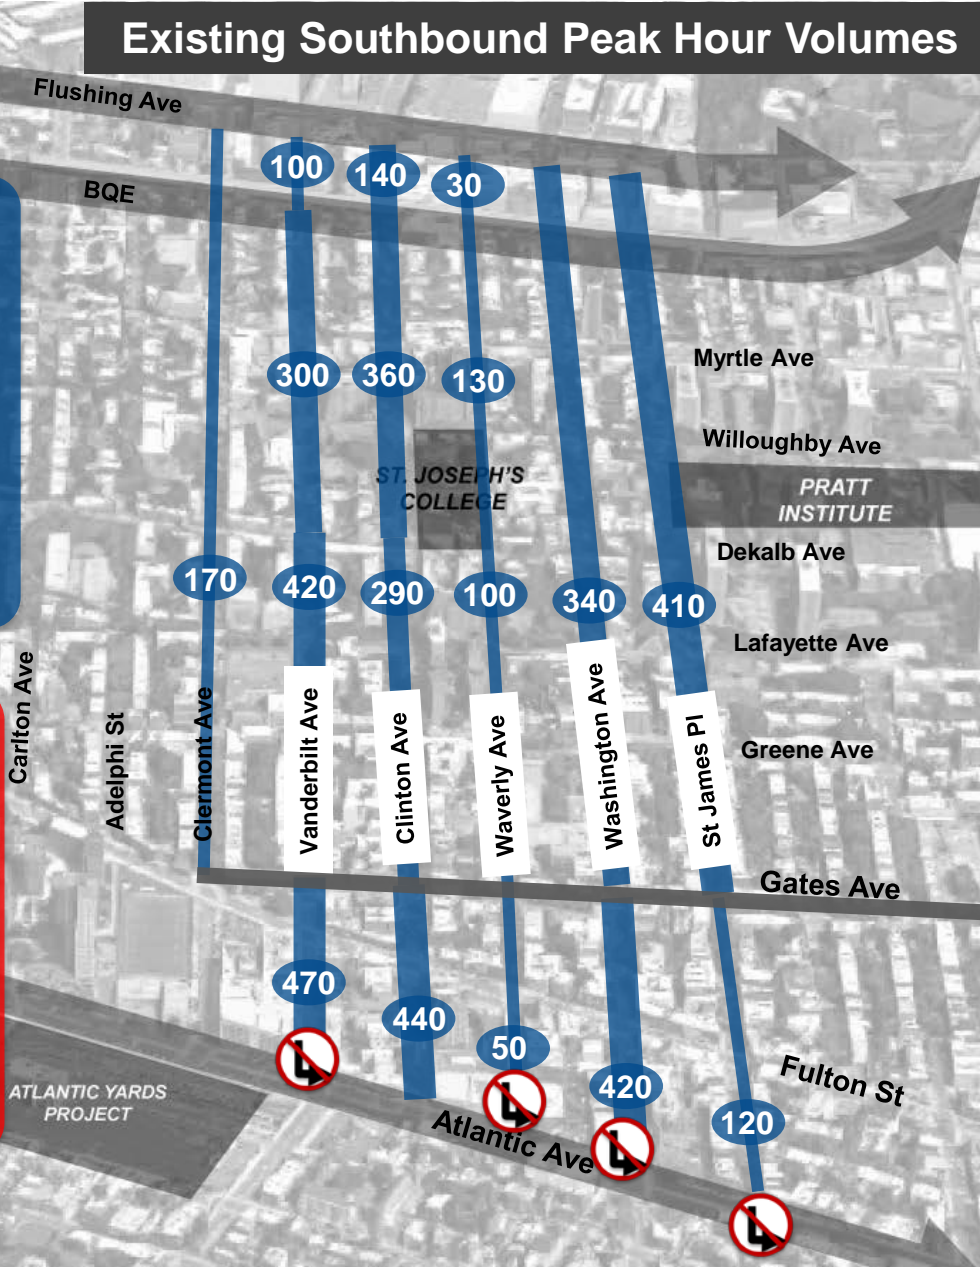 Existing Southbound Peak Hour Volumes
Flushing Ave
BQE
100
140
30
300
360
130
Myrtle Ave
Willoughby Ave
ST. JOSEPH'S
COLLEGE
PRATT
INSTITUTE
Dekalb Ave
170
420
290
100
340
410
Lafayette Ave
Carlton Ave
Adelphi St
Clermont Ave
Vanderbilt Ave
Clinton Ave
Waverly Ave
Washington Ave
St James Pl
Greene Ave
Gates Ave
470
440
50
420
120
Fulton St
ATLANTIC YARDS
PROJECT
Atlantic Ave